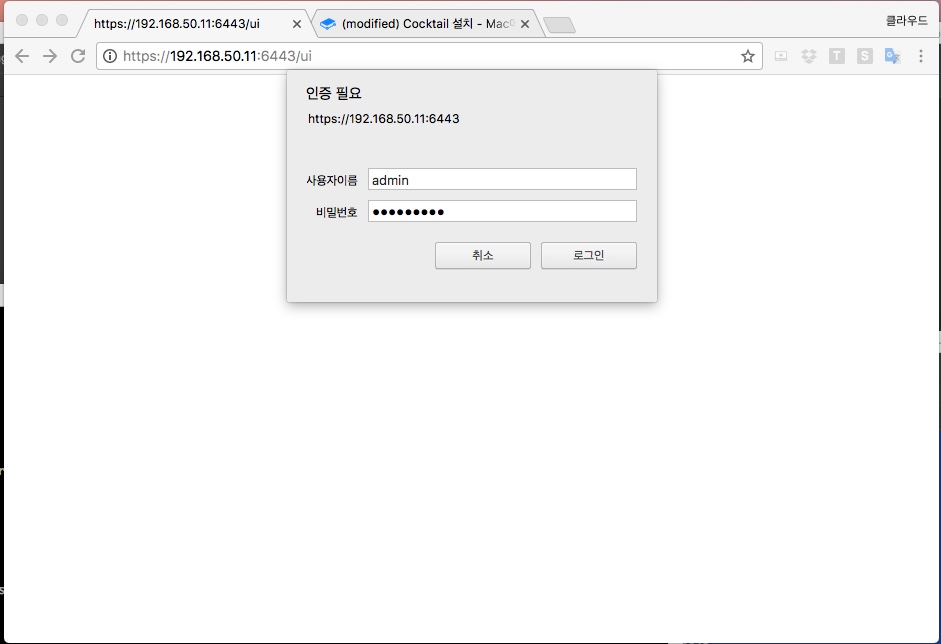 https://192.168.50.11:6443/ui
(modified) Cocktail 설치 - Mac
클라우드
https://192.168.50.11:6443/ui
인증 필요
https://192.168.50.11:6443
사용자이름 admin
비밀번호 •••••••••
취소 로그인